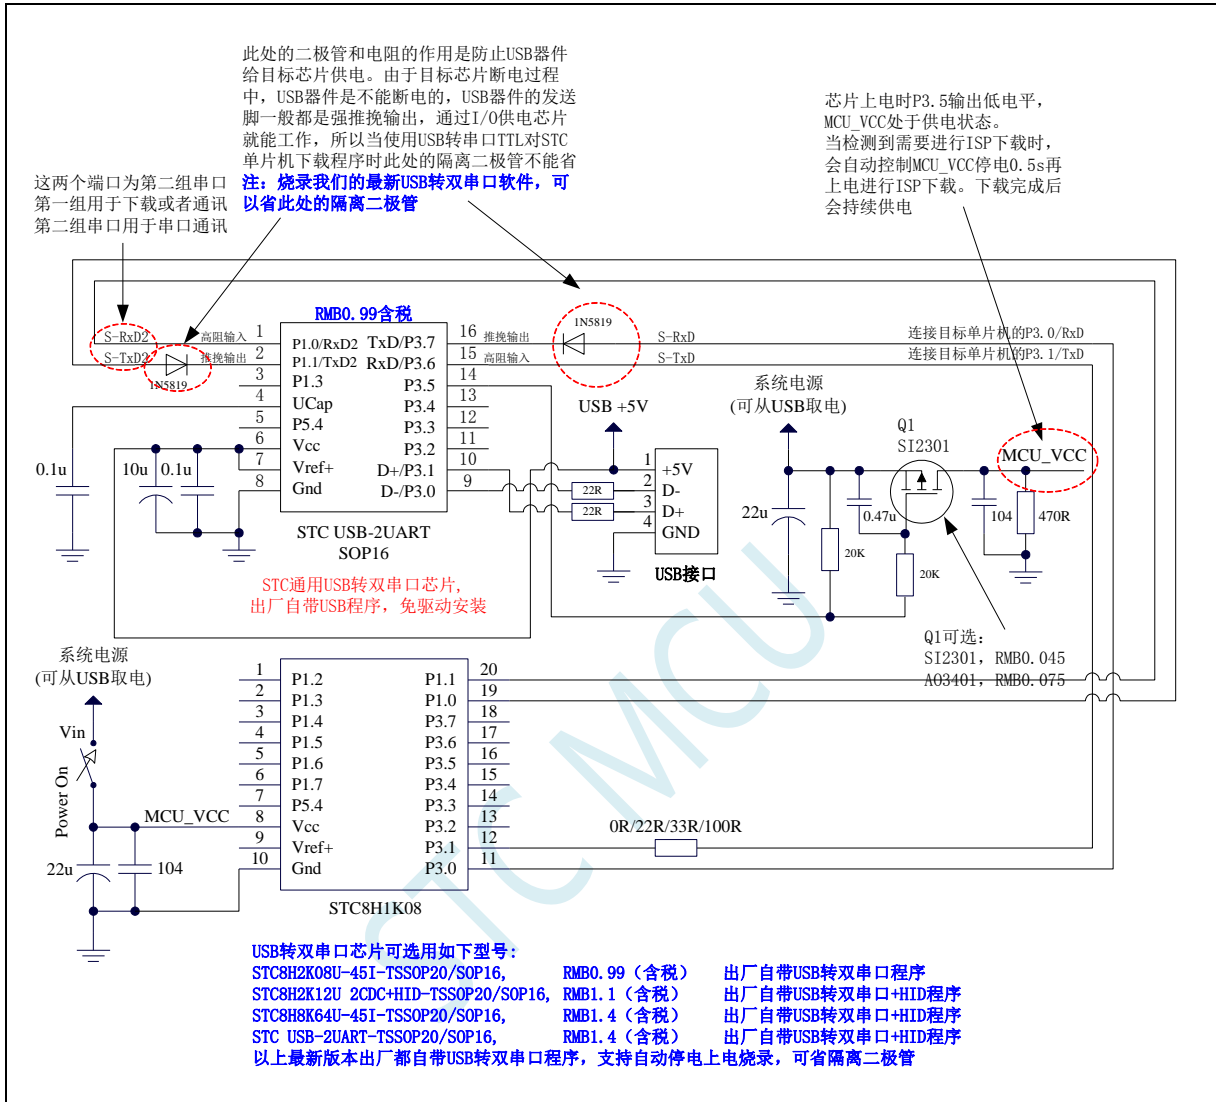 此处的二极管和电阻的作用是防止USB器件
给目标芯片供电。由于目标芯片断电过程
中，USB器件是不能断电的，USB器件的发送
脚一般都是强推挽输出，通过I/O供电芯片
就能工作，所以当使用USB转串口TTL对STC
单片机下载程序时此处的隔离二极管不能省
注：烧录我们的最新USB转双串口软件，可
以省此处的隔离二极管
芯片上电时P3.5输出低电平，
MCU_VCC处于供电状态。
当检测到需要进行ISP下载时，
会自动控制MCU_VCC停电0.5s再
上电进行ISP下载。下载完成后
会持续供电
这两个端口为第二组串口
第一组用于下载或者通讯
第二组串口用于串口通讯
RMB0.99含税
S-RxD2 高阻输入 1 P1.0/RxD2 TxD/P3.7 16 推挽输出 1N5819 S-RxD 连接目标单片机的P3.0/RxD
S-TxD2 1N5819 推挽输出 2 P1.1/TxD2 RxD/P3.6 15 高阻输入 S-TxD 连接目标单片机的P3.1/TxD
3 P1.3 P3.5 14
4 UCap P3.4 13
5 P5.4 P3.3 12
6 Vcc P3.2 11
7 Vref+ D+/P3.1 10
8 Gnd D-/P3.0 9
0.1u 10u 0.1u
STC USB-2UART
SOP16
STC通用USB转双串口芯片，
出厂自带USB程序，免驱动安装
USB +5V
1 +5V
2 D-
3 D+
4 GND
22R
22R
USB接口
系统电源
(可从USB取电)
Q1
SI2301
MCU_VCC
22u 0.47u 104 470R
20K
20K
Q1可选：
SI2301，RMB0.045
AO3401，RMB0.075
系统电源
(可从USB取电)
Vin
Power On
MCU_VCC
22u 104
1 P1.2 P1.1 20
2 P1.3 P1.0 19
3 P1.4 P3.7 18
4 P1.5 P3.6 17
5 P1.6 P3.5 16
6 P1.7 P3.4 15
7 P5.4 P3.3 14
8 Vcc P3.2 13
9 Vref+ P3.1 12
10 Gnd P3.0 11
0R/22R/33R/100R
STC8H1K08
STC MCU
USB转双串口芯片可选用如下型号：
STC8H2K08U-45I-TSSOP20/SOP16, RMB0.99（含税） 出厂自带USB转双串口程序
STC8H2K12U 2CDC+HID-TSSOP20/SOP16, RMB1.1（含税） 出厂自带USB转双串口+HID程序
STC8H8K64U-45I-TSSOP20/SOP16, RMB1.4（含税） 出厂自带USB转双串口+HID程序
STC USB-2UART-TSSOP20/SOP16, RMB1.4（含税） 出厂自带USB转双串口+HID程序
以上最新版本出厂都自带USB转双串口程序，支持自动停电上电烧录，可省隔离二极管